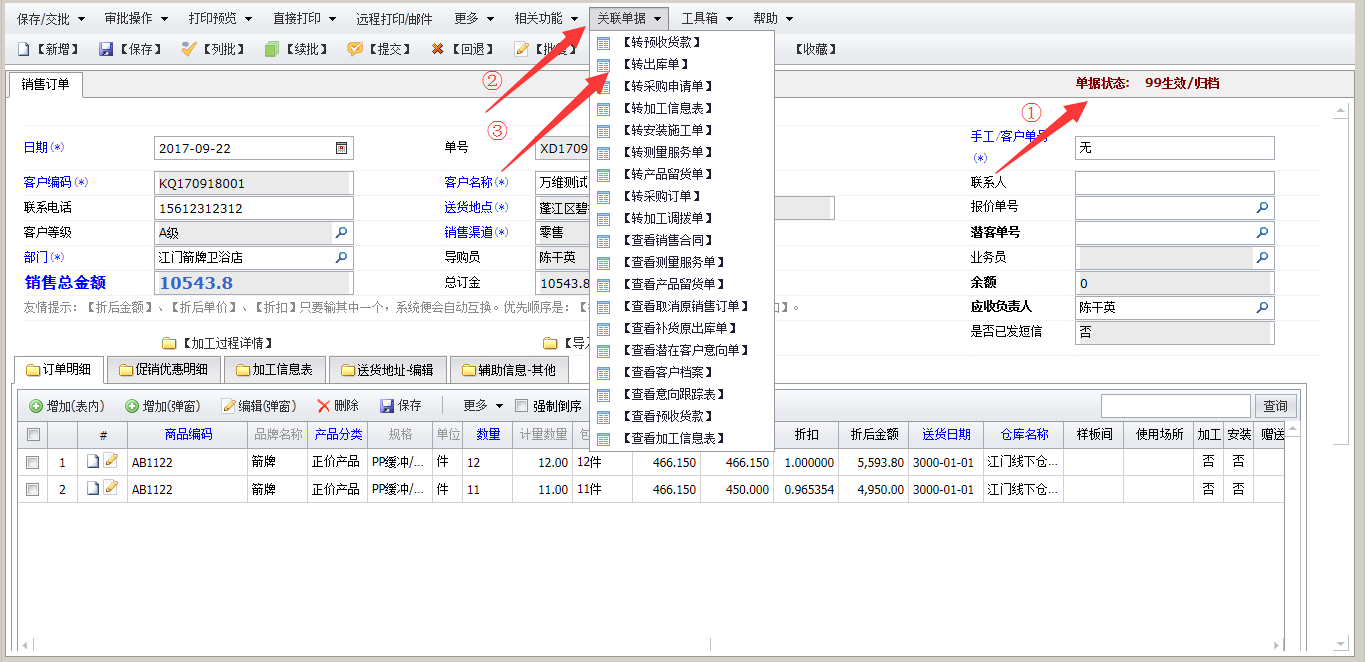 保存/交批 审批操作 打印预览 直接打印 远程打印/邮件 更多 相关功能 关联单据 工具箱 帮助
【新增】 【保存】 【列批】 【续批】 【提交】 【回退】 【收藏】
②
③
【转预收货款】
【转出库单】
【转采购申请单】
【转加工信息表】
【转安装施工单】
【转测量服务单】
【转产品留货单】
【转采购订单】
【转加工调拨单】
【查看销售合同】
【查看测量服务单】
【查看产品留货单】
【查看取消原销售订单】
【查看补货原出库单】
【查看潜在客户意向单】
【查看客户档案】
【查看意向跟踪表】
【查看预收货款】
【查看加工信息表】
销售订单
单据状态: 99生效/归档
①
日期(*) 2017-09-22 单号 XD1709 手工/客户单号
(*) 无
客户编码(*) KQ170918001 客户名称(*) 万维测试 联系人
联系电话 15612312312 送货地点(*) 蓬江区碧 报价单号
客户等级 A级 销售渠道(*) 零售 潜客单号
部门(*) 江门箭牌卫浴店 导购员 陈干英 业务员
销售总金额 10543.8 总订金 10543.8 余额 0
友情提示: 【折后金额】、【折后单价】、【折扣】只要输其中一个，系统便会自动互换。优先顺序是: 【 】。
应收负责人 陈干英
是否已发短信 否
【加工过程详情】 【导
订单明细 促销优惠明细 加工信息表 送货地址-编辑 辅助信息-其他
增加(表内) 增加(弹窗) 编辑(弹窗) 删除 保存 更多 强制倒序 查询
# 商品编码 品牌名称 产品分类 规格 单位 数量 计量数量 包 折扣 折后金额 送货日期 仓库名称 样板间 使用场所 加工 安装 赠送
1 AB1122 箭牌 正价产品 PP缓冲/... 件 12 12.00 12件 466.150 466.150 1.000000 5,593.80 3000-01-01 江门线下仓... 否 否
2 AB1122 箭牌 正价产品 PP缓冲/... 件 11 11.00 11件 466.150 450.000 0.965354 4,950.00 3000-01-01 江门线下仓... 否 否